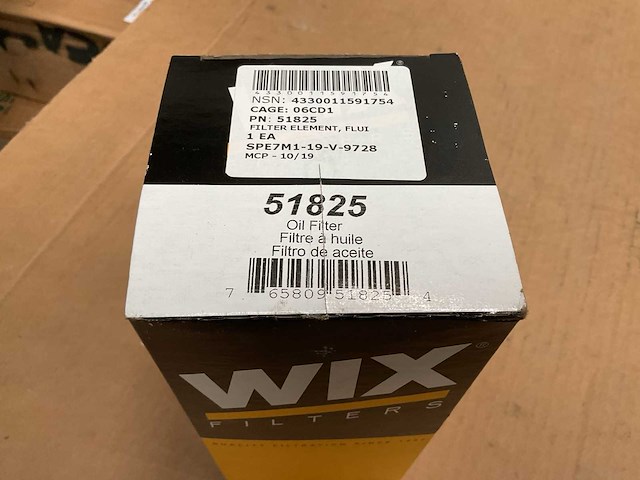 4330011591754
NSN: 4330011591754
CAGE: 06CD1
PN: 51825
FILTER ELEMENT, FLUI
1 EA
SPE7M1-19-V-9728
MCP - 10/19
51825
Oil Filter
Filtre à huile
Filtro de aceite
7 65809 51825 4
WIX®
FILTERS